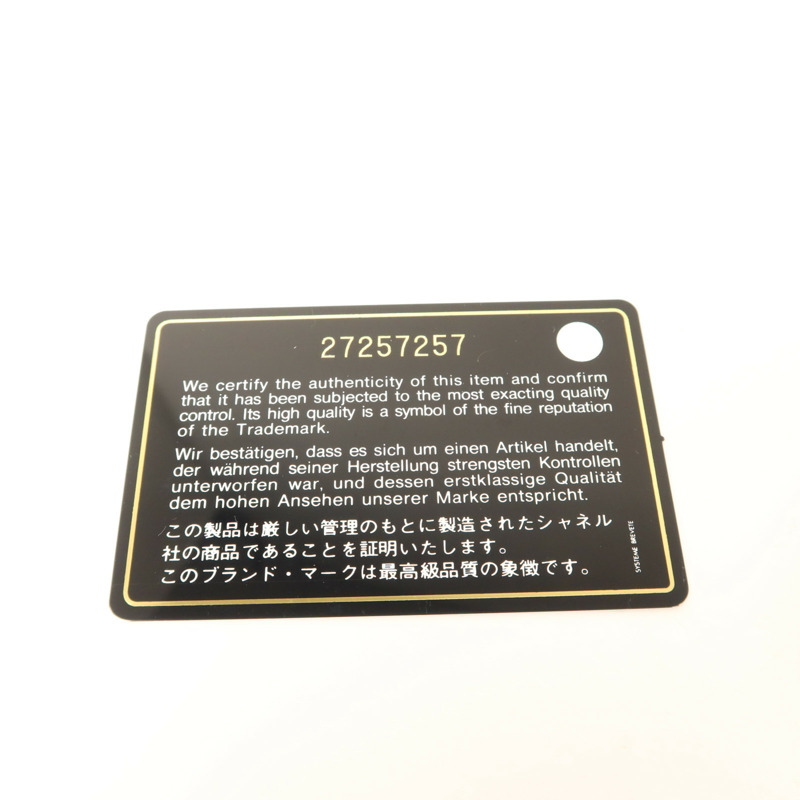 27257257
We certify the authenticity of this item and confirm
that it has been subjected to the most exacting quality
control. Its high quality is a symbol of the fine reputation
of the Trademark.
Wir bestätigen, dass es sich um einen Artikel handelt,
der während seiner Herstellung strengsten Kontrollen
unterworfen war, und dessen erstklassige Qualität
dem hohen Ansehen unserer Marke entspricht.
この製品は厳しい管理のもとに製造されたシャネル
社の商品であることを証明いたします。
このブランド・マークは最高級品質の象徴です。
SYSTEME BREVETE